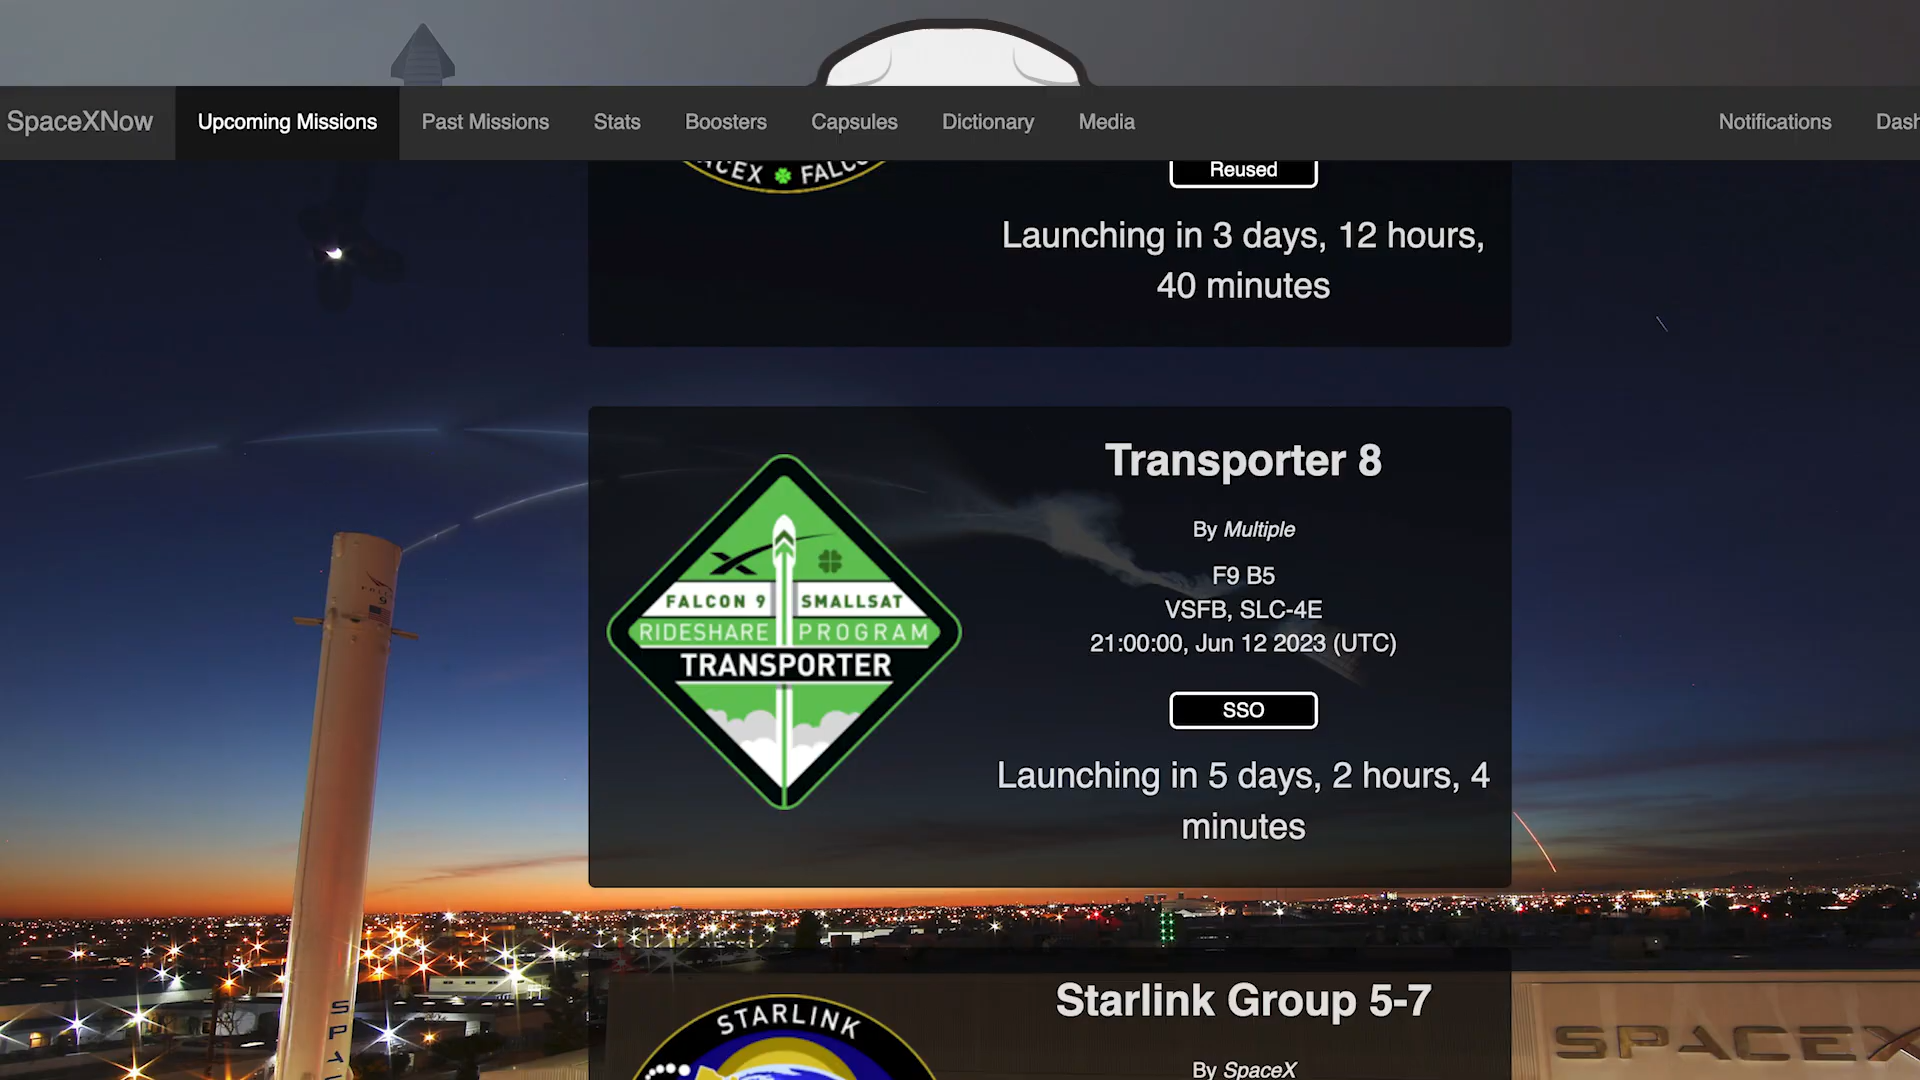 SpaceXNow
Upcoming Missions
Past Missions
Stats
Boosters
Capsules
Dictionary
Media
Notifications
Reused
Launching in 3 days, 12 hours,
40 minutes
Transporter 8
By Multiple
F9 B5
VSFB, SLC-4E
21:00:00, Jun 12 2023 (UTC)
SSO
Launching in 5 days, 2 hours, 4
minutes
FALCON 9 SMALLSAT
RIDESHARE PROGRAM
TRANSPORTER
Starlink Group 5-7
By SpaceX
STARLINK
SPACEX